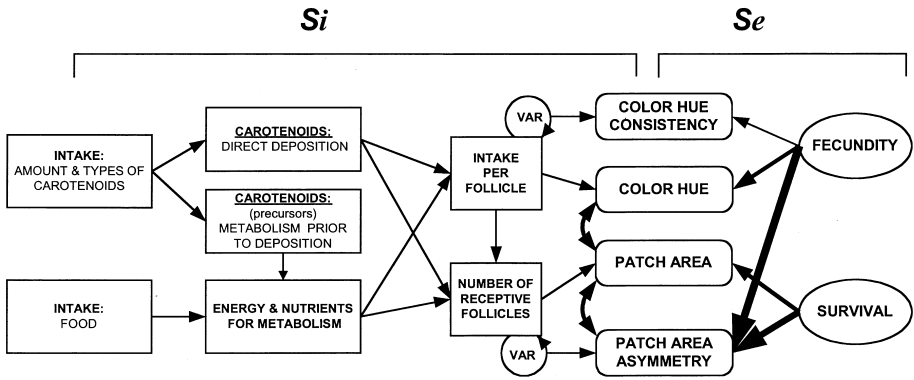 Si
Se
INTAKE:
AMOUNT & TYPES OF
CAROTENOIDS
INTAKE:
FOOD
CAROTENOIDS:
DIRECT DEPOSITION
CAROTENOIDS:
(precursors)
METABOLISM PRIOR
TO DEPOSITION
ENERGY & NUTRIENTS
FOR METABOLISM
VAR
INTAKE
PER
FOLLICLE
NUMBER OF
RECEPTIVE
FOLLICLES
VAR
COLOR HUE
CONSISTENCY
COLOR HUE
PATCH AREA
PATCH AREA
ASYMMETRY
FECUNDITY
SURVIVAL